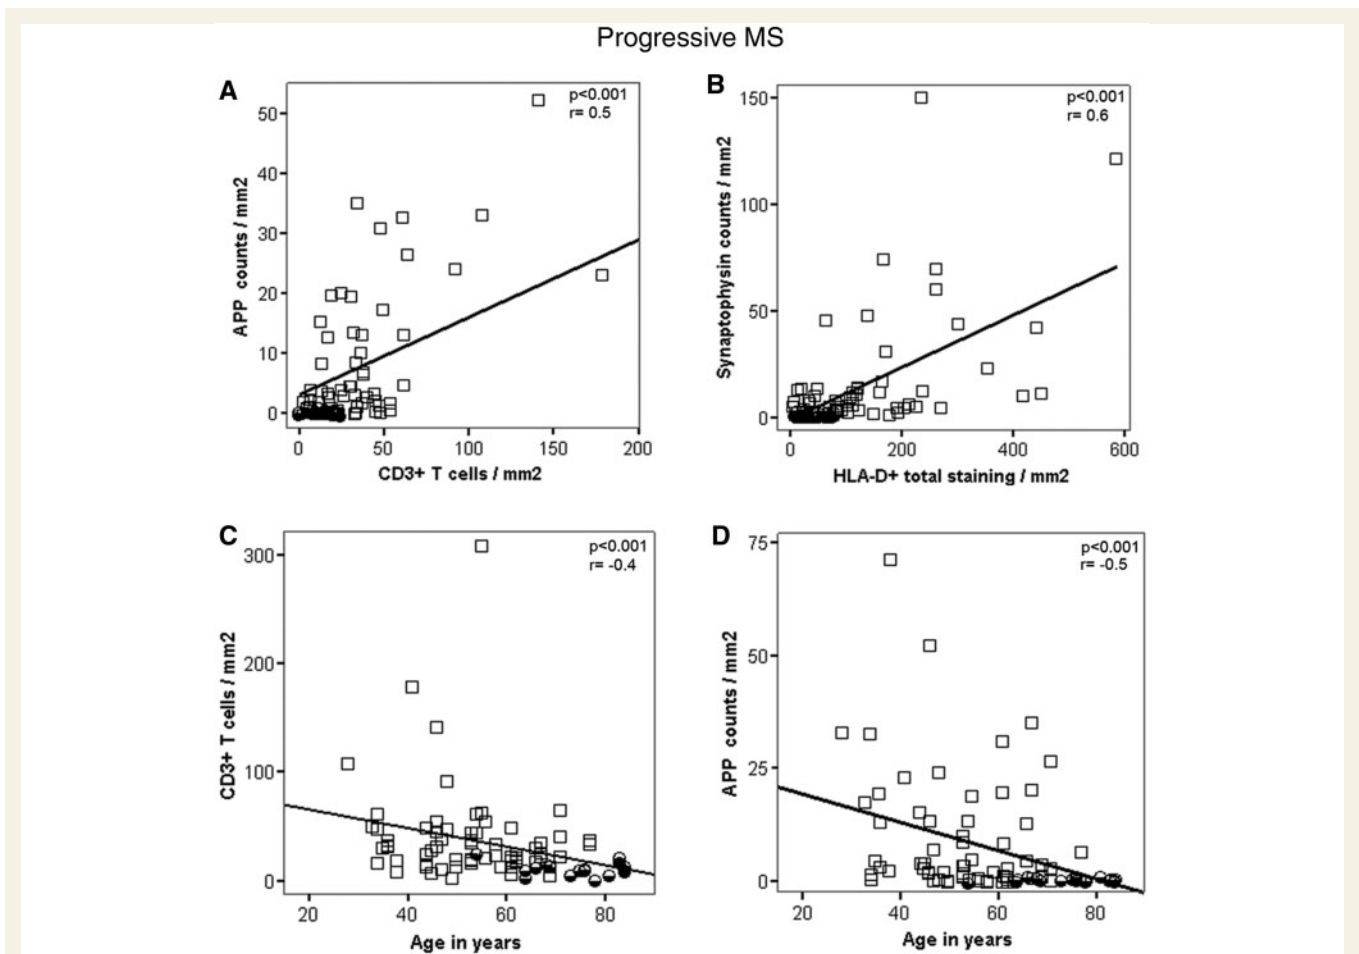 Progressive MS
A
p<0.001
r= 0.5
50
40
30
20
10
0
APP counts / mm2
0 50 100 150 200
CD3+ T cells / mm2
B
p<0.001
r= 0.6
150
100
50
0
Synaptophysin counts / mm2
0 200 400 600
HLA-D+ total staining / mm2
C
p<0.001
r= -0.4
300
200
100
0
CD3+ T cells / mm2
20 40 60 80
Age in years
D
p<0.001
r= -0.5
75
50
25
0
APP counts / mm2
20 40 60 80
Age in years